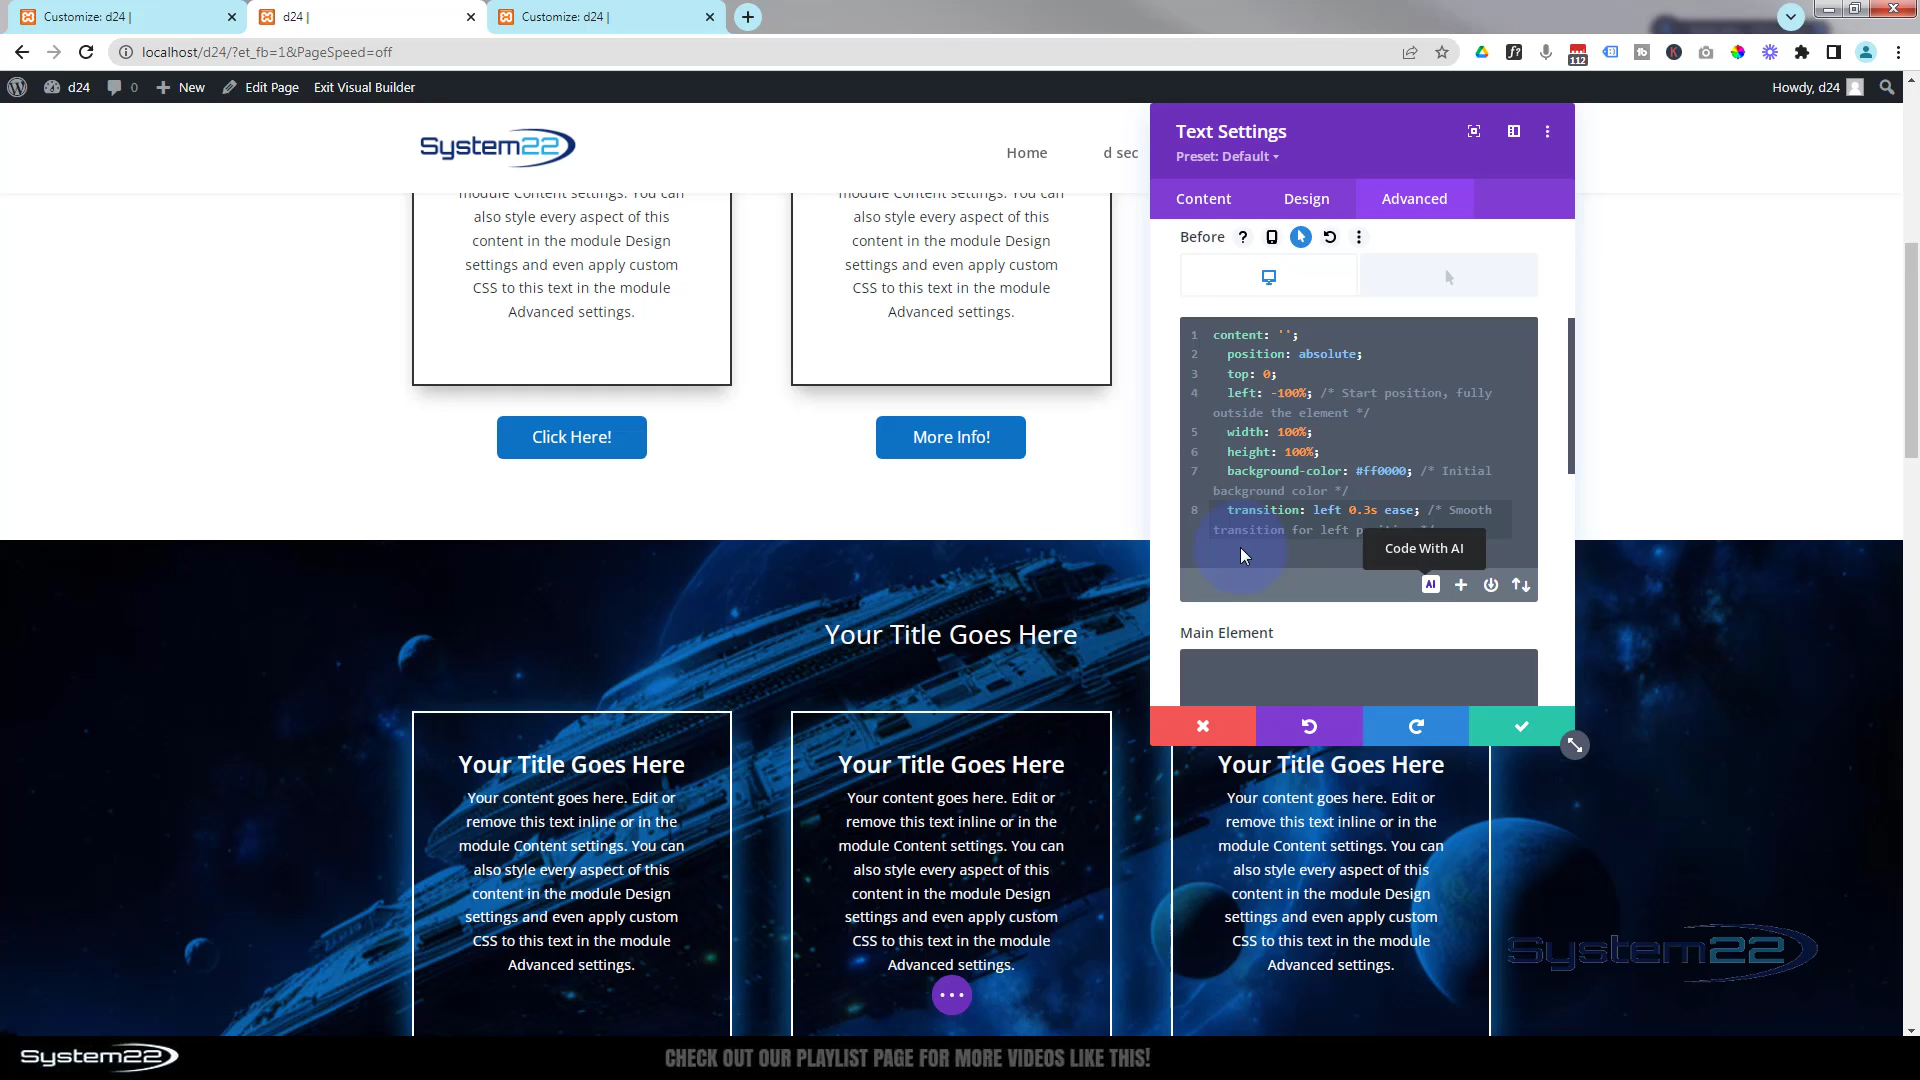 Customize: d24 |
d24 |
Customize: d24 |
localhost/d24/?et_fb=1&PageSpeed=off
112
d24
0
New
Edit Page
Exit Visual Builder
Howdy, d24
System22
Home
d sec
module Content settings. You can
also style every aspect of this
content in the module Design
settings and even apply custom
CSS to this text in the module
Advanced settings.
Click Here!
module Content settings. You can
also style every aspect of this
content in the module Design
settings and even apply custom
CSS to this text in the module
Advanced settings.
More Info!
Text Settings
Preset: Default
Content
Design
Advanced
Before
1 content: '';
2 position: absolute;
3 top: 0;
4 left: -100%; /* Start position, fully
outside the element */
5 width: 100%;
6 height: 100%;
7 background-color: #ff0000; /* Initial
background color */
8 transition: left 0.3s ease; /* Smooth
transition for left
Code With AI
AI
Main Element
Your Title Goes Here
Your Title Goes Here
Your content goes here. Edit or
remove this text inline or in the
module Content settings. You can
also style every aspect of this
content in the module Design
settings and even apply custom
CSS to this text in the module
Advanced settings.
Your Title Goes Here
Your content goes here. Edit or
remove this text inline or in the
module Content settings. You can
also style every aspect of this
content in the module Design
settings and even apply custom
CSS to this text in the module
Advanced settings.
Your Title Goes Here
Your content goes here. Edit or
remove this text inline or in the
module Content settings. You can
also style every aspect of this
content in the module Design
settings and even apply custom
CSS to this text in the module
Advanced settings.
System22
System22
CHECK OUT OUR PLAYLIST PAGE FOR MORE VIDEOS LIKE THIS!